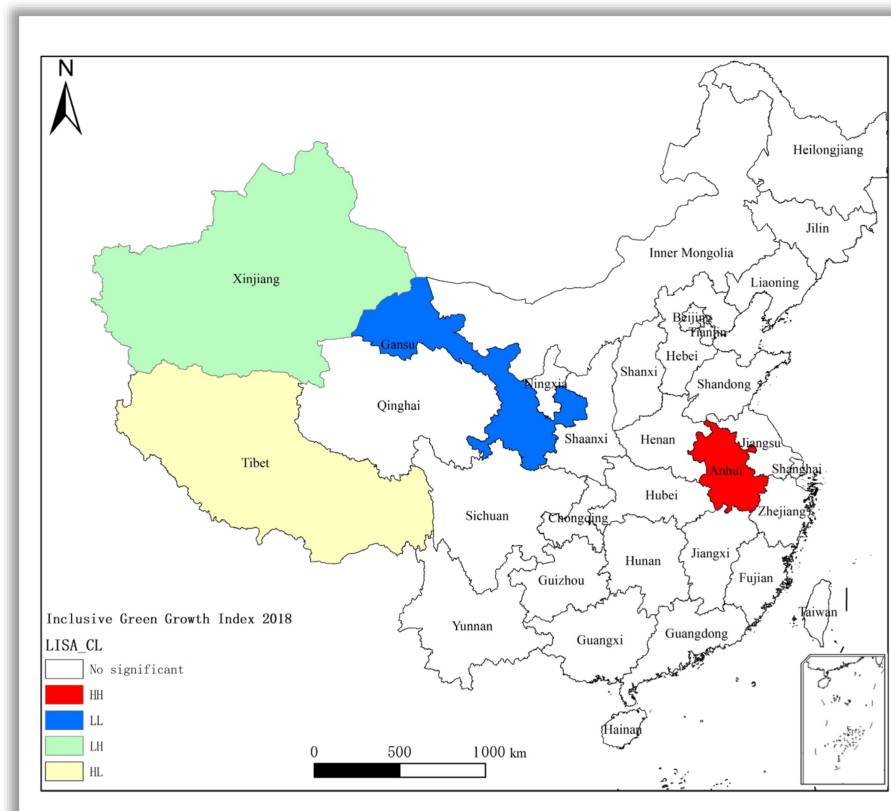 N
Heilongjiang
Jilin
Inner Mongolia
Liaoning
Xinjiang
Beijing
Tianjin
Gansu
Hebei
Shanxi
Ningxia
Shandong
Qinghai
Shaanxi
Henan
Jiangsu
Tibet
Anhui
Shanghai
Hubei
Zhejiang
Sichuan
Chongqing
Hunan
Jiangxi
Guizhou
Fujian
Taiwan
Yunnan
Guangxi
Guangdong
Hainan
Inclusive Green Growth Index 2018
LISA_CL
No significant
HH
LL
LH
HL
0 500 1000 km